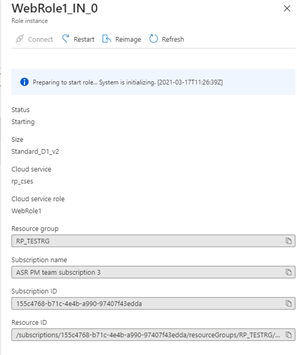 WebRole1_IN_0
Role instance
Connect Restart Reimage Refresh
Preparing to start role... System is initializing. [2021-03-17T11:26:39Z]
Status
Starting
Size
Standard_D1_v2
Cloud service
rp_cses
Cloud service role
WebRole1
Resource group
RP_TESTRG
Subscription name
ASR PM team subscription 3
Subscription ID
155c4768-b71c-4e4b-a990-97407f43edda
Resource ID
/subscriptions/155c4768-b71c-4e4b-a990-97407f43edda/resourceGroups/RP_TESTRG/...